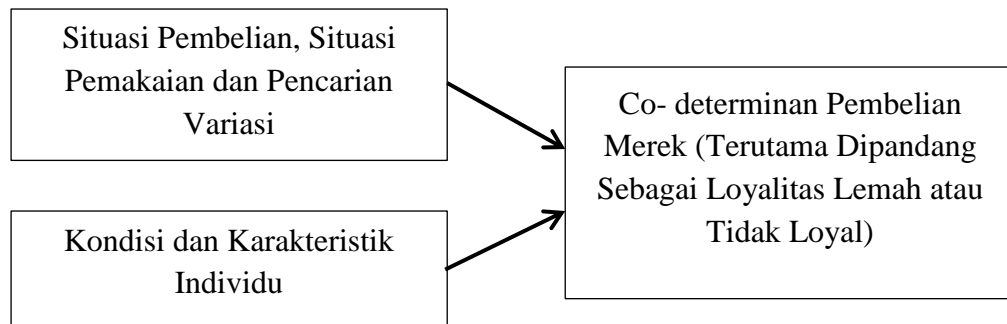 Situasi Pembelian, Situasi
Pemakaian dan Pencarian
Variasi
Kondisi dan Karakteristik
Individu
Co- determinan Pembelian
Merek (Terutama Dipandang
Sebagai Loyalitas Lemah atau
Tidak Loyal)